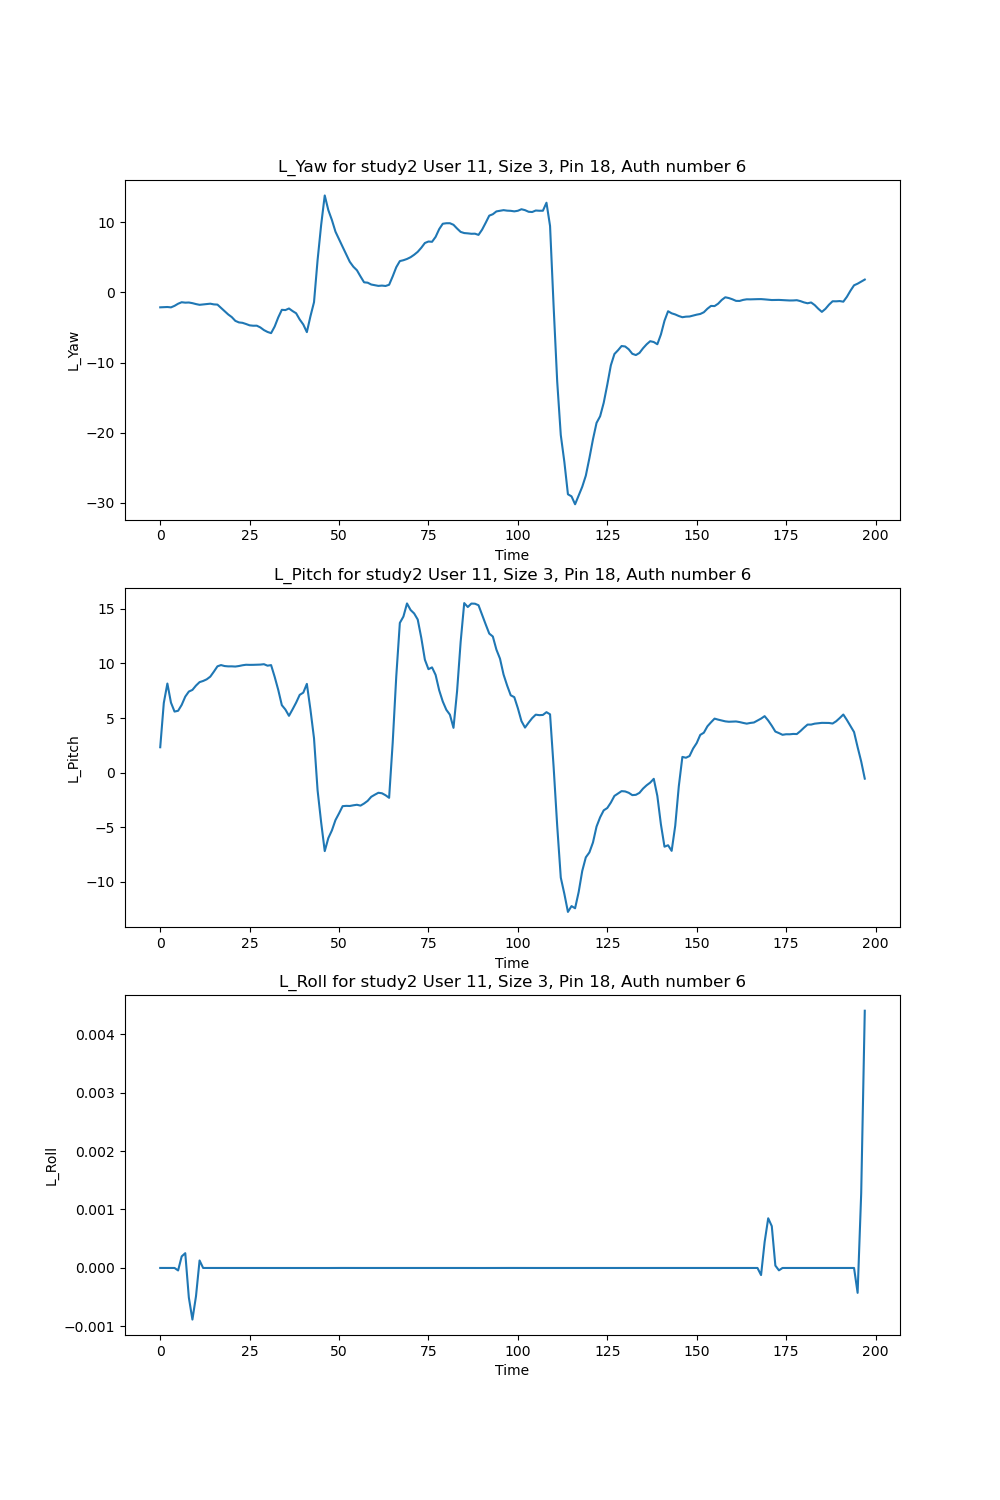 L_Yaw for study2 User 11, Size 3, Pin 18, Auth number 6
10
0
−10
−20
−30
L_Yaw
0 25 50 75 100 125 150 175 200
Time
L_Pitch for study2 User 11, Size 3, Pin 18, Auth number 6
15
10
5
0
−5
−10
L_Pitch
0 25 50 75 100 125 150 175 200
Time
L_Roll for study2 User 11, Size 3, Pin 18, Auth number 6
0.004
0.003
0.002
0.001
0.000
−0.001
L_Roll
0 25 50 75 100 125 150 175 200
Time